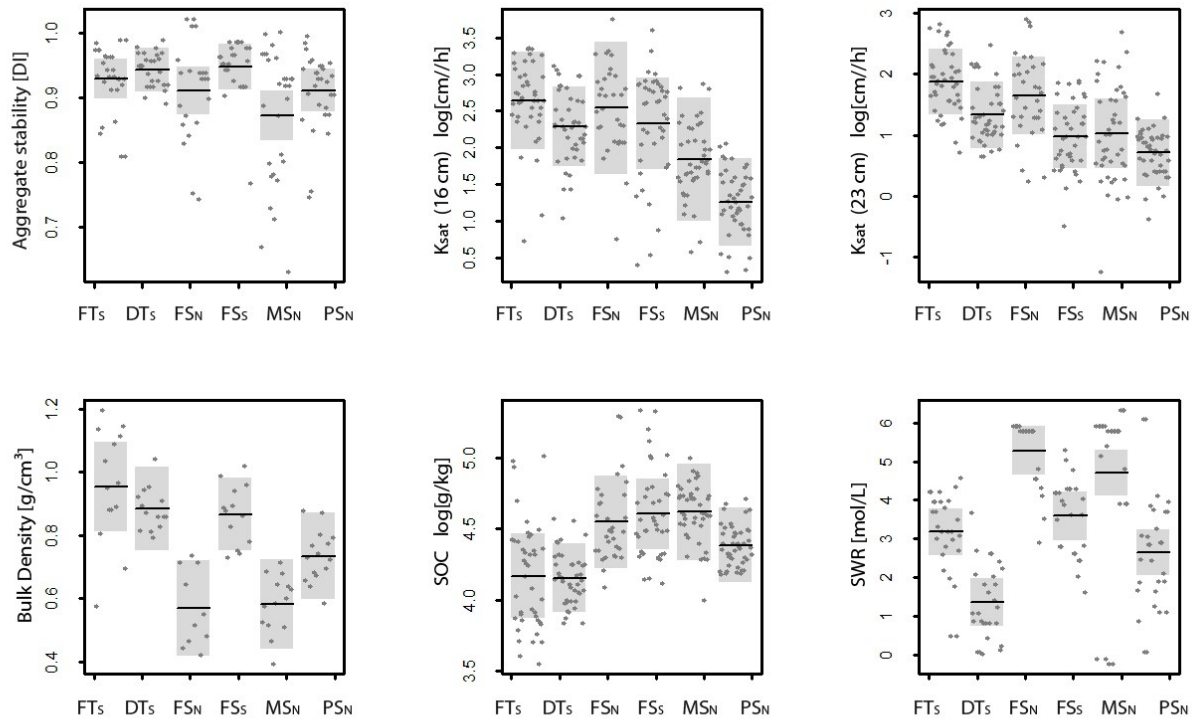 Aggregate stability [DI]
1.0
0.9
0.8
0.7
FTS DTS FSN FSS MSN PSN
Ksat (16 cm) log[cm//h]
3.5
3.0
2.5
2.0
1.5
1.0
0.5
FTS DTS FSN FSS MSN PSN
Ksat (23 cm) log[cm//h]
3
2
1
0
-1
FTS DTS FSN FSS MSN PSN
Bulk Density [g/cm³]
1.2
1.0
0.8
0.6
0.4
FTS DTS FSN FSS MSN PSN
SOC log[g/kg]
5.0
4.5
4.0
3.5
FTS DTS FSN FSS MSN PSN
SWR [mol/L]
6
5
4
3
2
1
0
FTS DTS FSN FSS MSN PSN